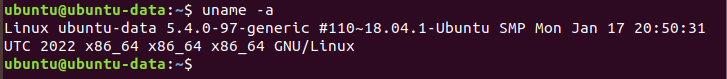 ubuntu@ubuntu-data:~$ uname -a
Linux ubuntu-data 5.4.0-97-generic #110~18.04.1-Ubuntu SMP Mon Jan 17 20:50:31
UTC 2022 x86_64 x86_64 x86_64 GNU/Linux
ubuntu@ubuntu-data:~$